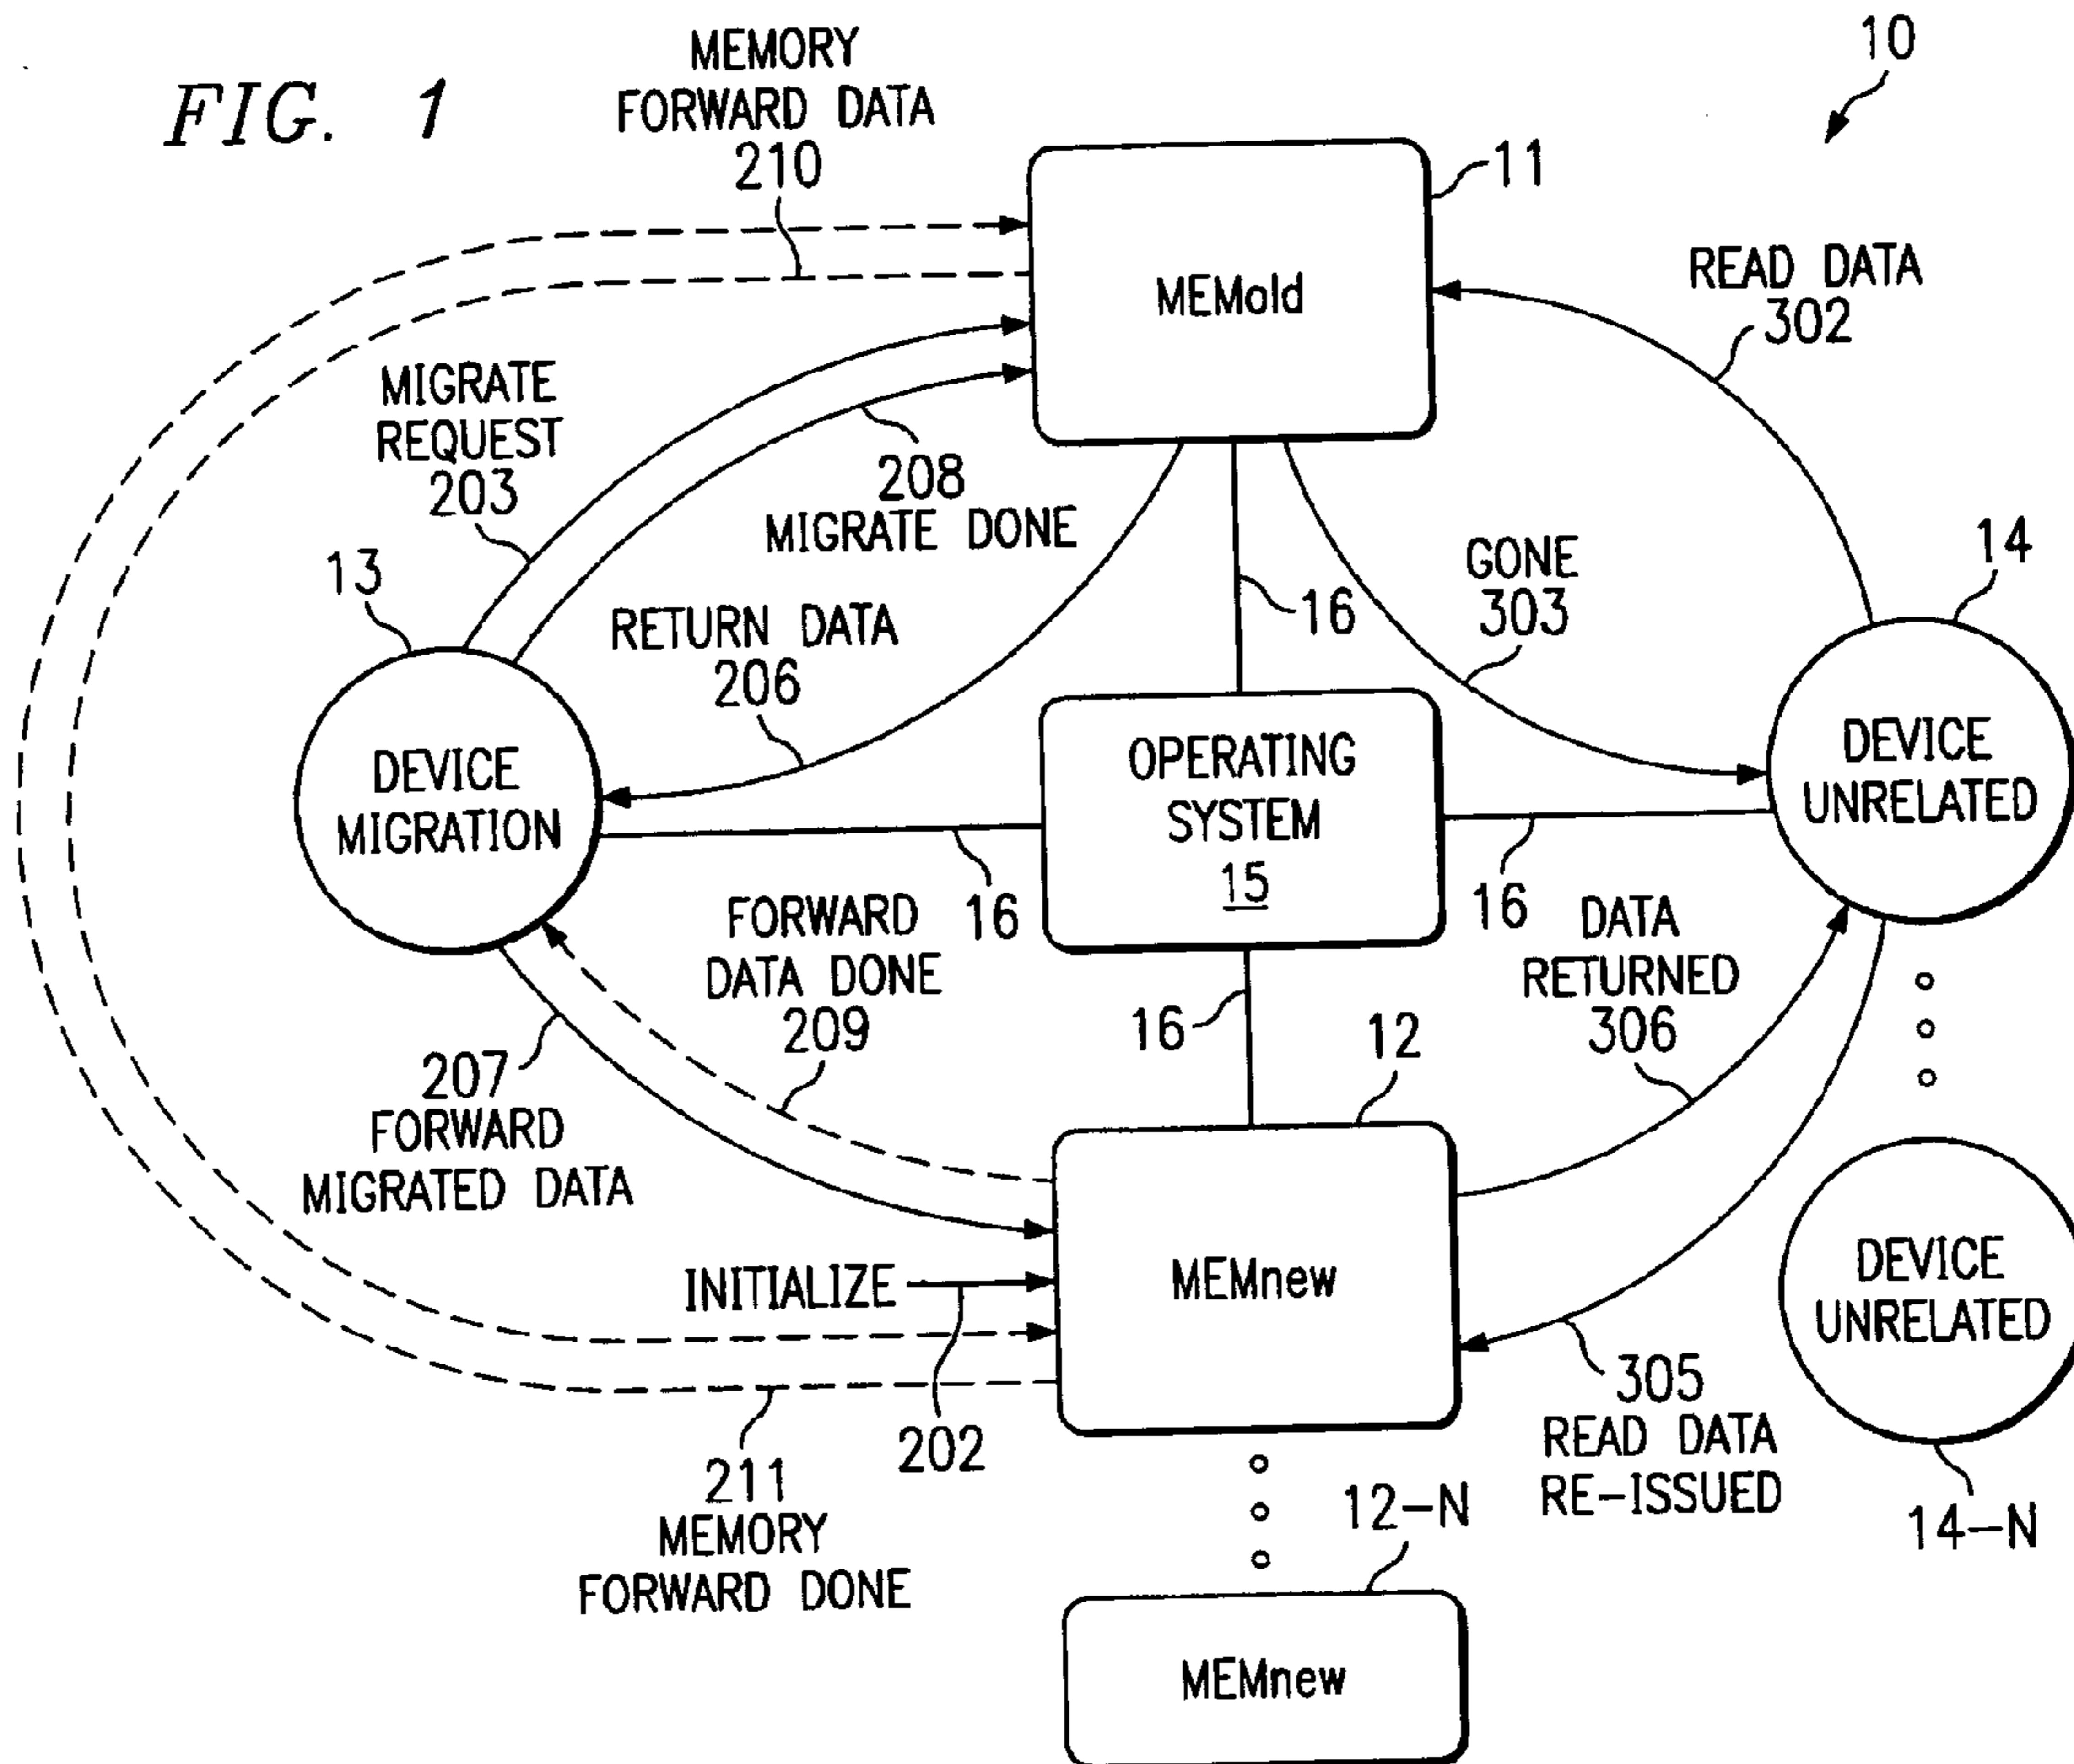 FIG. 1
MEMORY
FORWARD DATA
210
10
11
MEMold
READ DATA
302
MIGRATE
REQUEST
203
208
MIGRATE DONE
13
RETURN DATA
206
16
GONE
303
14
DEVICE
MIGRATION
OPERATING
SYSTEM
15
DEVICE
UNRELATED
16
16
FORWARD
DATA DONE
209
16
12
DATA
RETURNED
306
207
FORWARD
MIGRATED DATA
INITIALIZE
202
MEMnew
DEVICE
UNRELATED
305
READ DATA
RE-ISSUED
14-N
211
MEMORY
FORWARD DONE
12-N
MEMnew